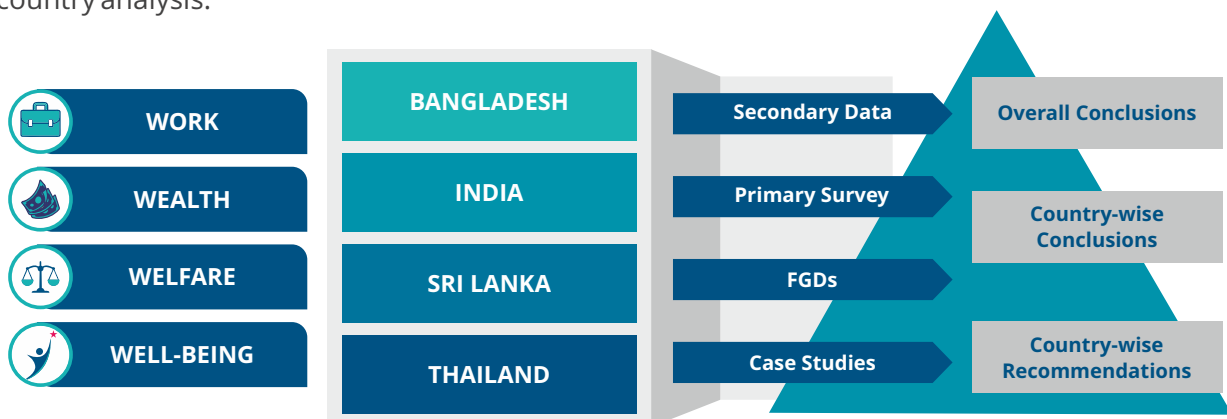 country analysis.
WORK
WEALTH
WELFARE
WELL-BEING
BANGLADESH
INDIA
SRI LANKA
THAILAND
Secondary Data
Primary Survey
FGDs
Case Studies
Overall Conclusions
Country-wise
Conclusions
Country-wise
Recommendations